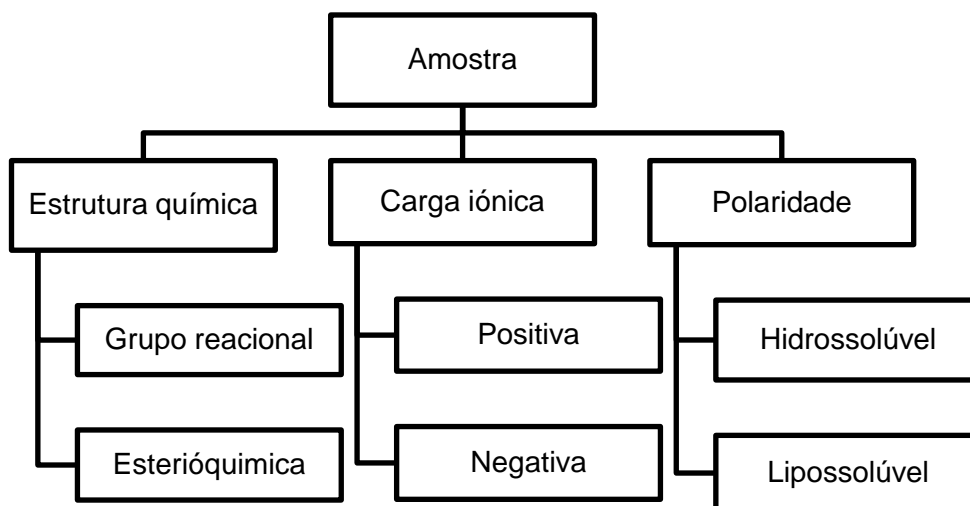 Amostra
Estrutura química
Carga iónica
Polaridade
Grupo reacional
Positiva
Hidrossolúvel
Esterióquimica
Negativa
Lipossolúvel